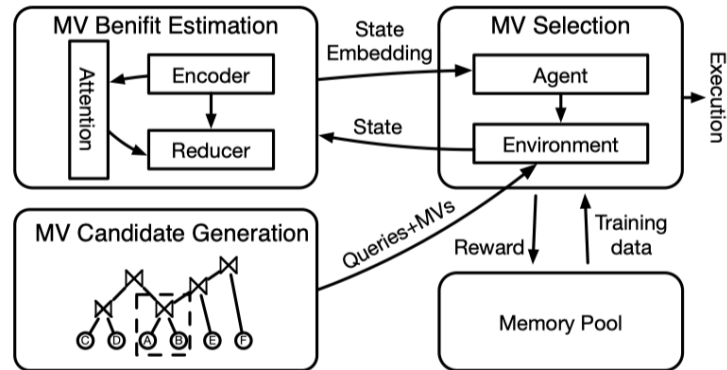 MV Benifit Estimation
Attention
Encoder
Reducer
State
Embedding
State
MV Selection
Agent
Environment
Execution
MV Candidate Generation
C
D
A
B
E
F
Queries+MVs
Reward
Training
data
Memory Pool